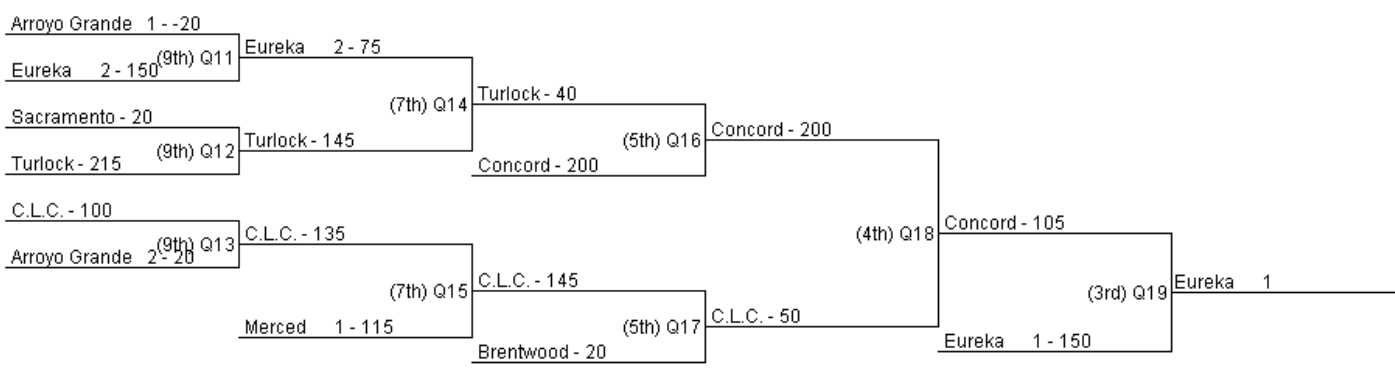 Arroyo Grande 1 - -20
(9th) Q11
Eureka 2 - 150
Eureka 2 - 75
(7th) Q14
Sacramento - 20
(9th) Q12
Turlock - 215
Turlock - 145
Turlock - 40
(5th) Q16
Concord - 200
Concord - 200
C.L.C. - 100
(9th) Q13
Arroyo Grande 2 - 20
C.L.C. - 135
(7th) Q15
Merced 1 - 115
C.L.C. - 145
(5th) Q17
Brentwood - 20
C.L.C. - 50
(4th) Q18
Concord - 105
(3rd) Q19
Eureka 1 - 150
Eureka 1